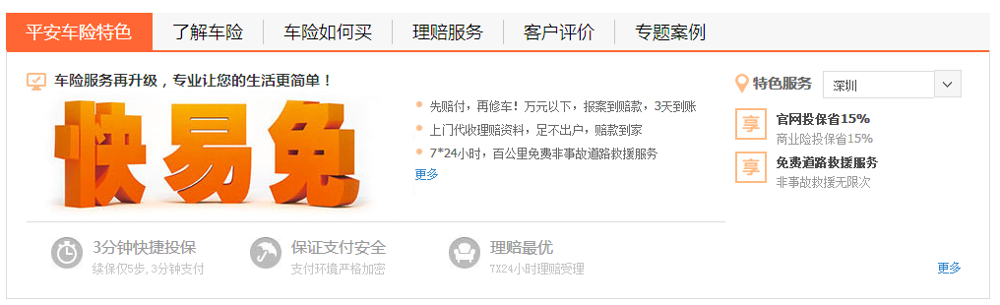 平安车险特色
了解车险
车险如何买
理赔服务
客户评价
专题案例
车险服务再升级，专业让您的生活更简单！
快易免
先赔付，再修车！万元以下，报案到赔款，3天到账
上门代收理赔资料，足不出户，赔款到家
7*24小时，百公里免费非事故道路救援服务
更多
特色服务
深圳
享
官网投保省15%
商业险投保省15%
享
免费道路救援服务
非事故救援无限次
3分钟快捷投保
续保仅5步,3分钟支付
保证支付安全
支付环境严格加密
理赔最优
7X24小时理赔受理
更多